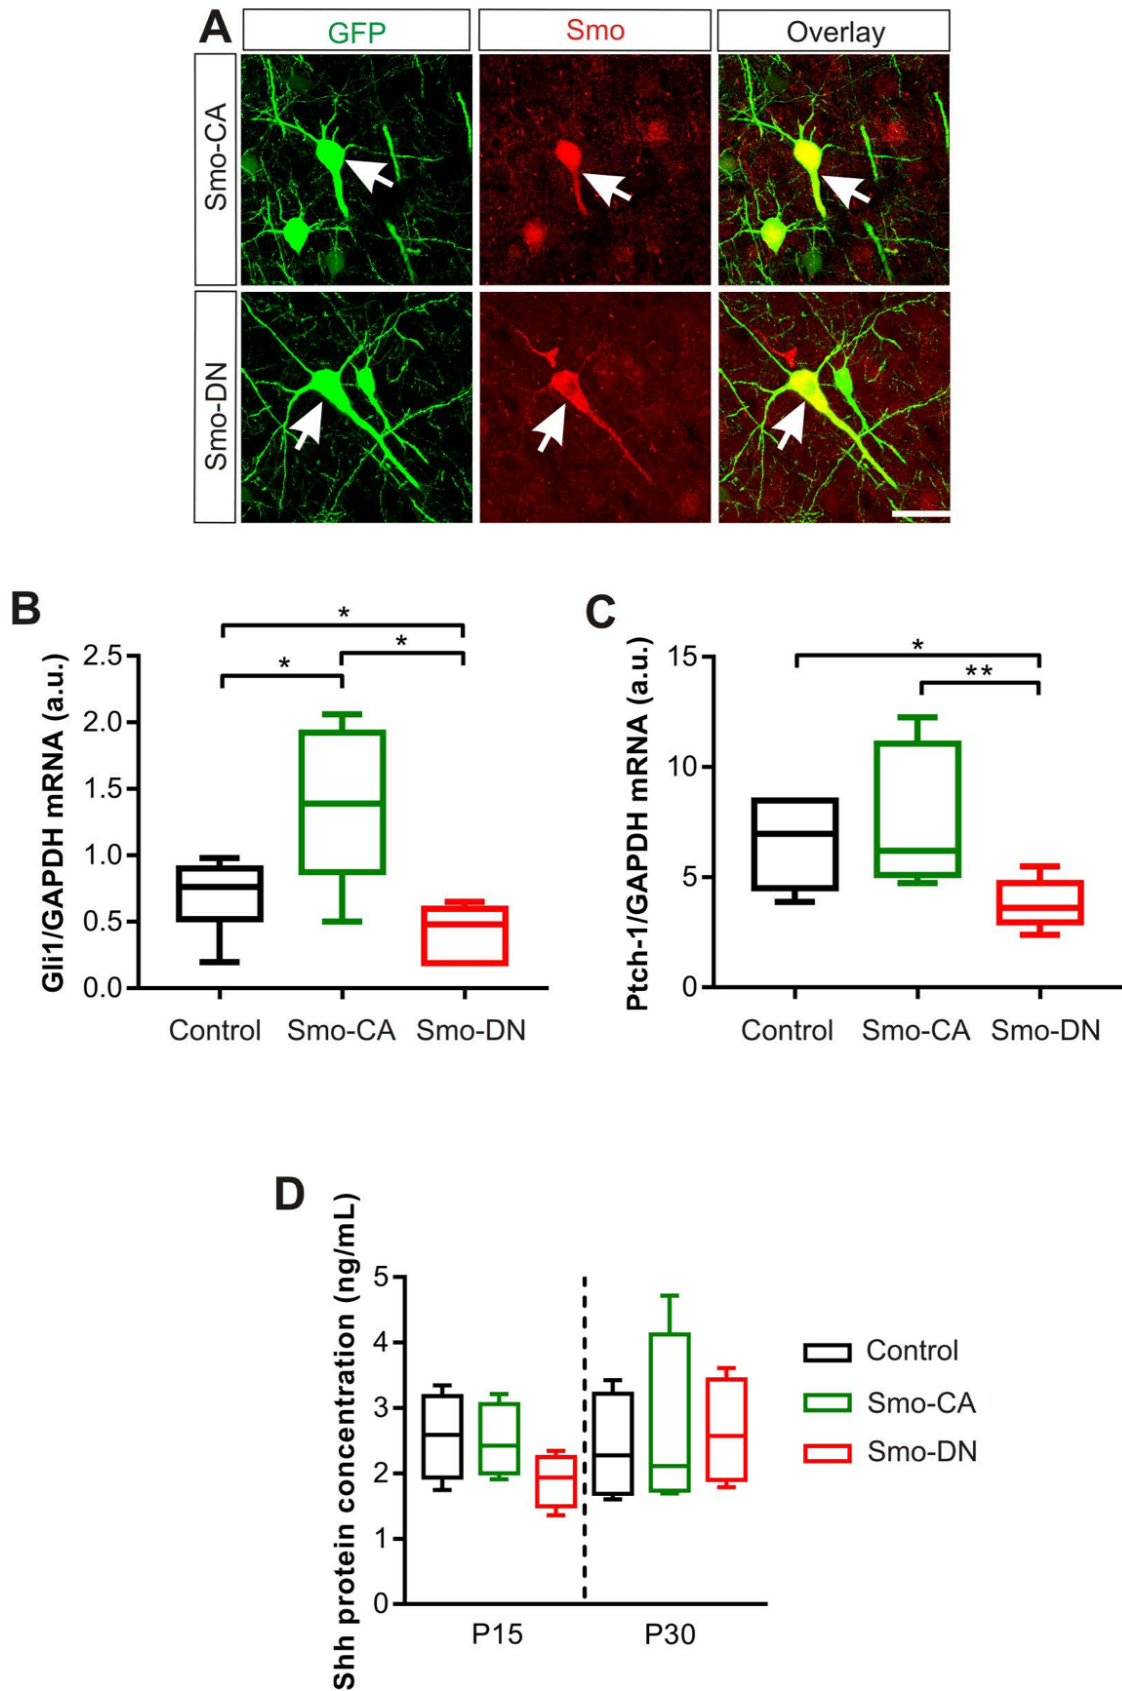 A
GFP
Smo
Overlay
Smo-CA
Smo-DN
B
Gli1/GAPDH mRNA (a.u.)
2.5
2.0
1.5
1.0
0.5
0.0
*
*
*
Control
Smo-CA
Smo-DN
C
Ptch-1/GAPDH mRNA (a.u.)
15
10
5
0
*
**
Control
Smo-CA
Smo-DN
D
Shh protein concentration (ng/mL)
5
4
3
2
1
0
P15
P30
Control
Smo-CA
Smo-DN